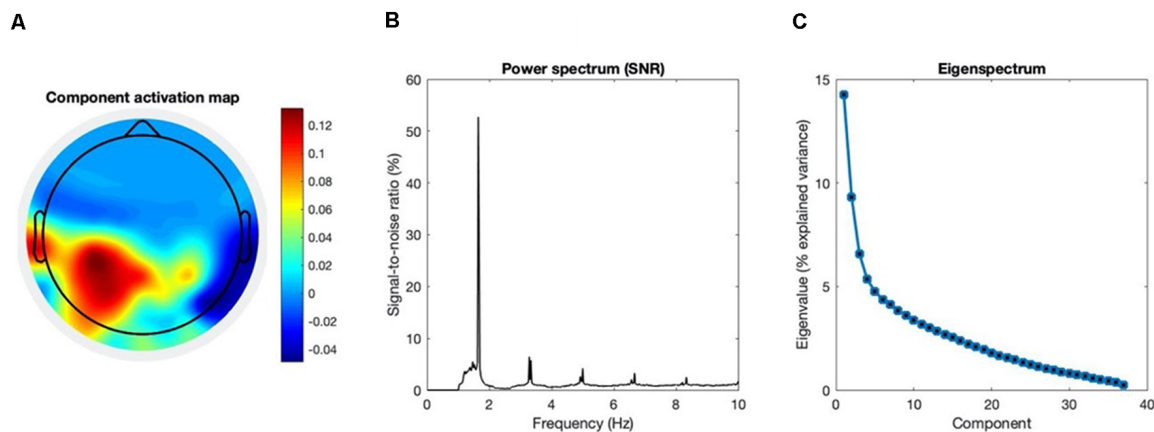 A
B
C
Component activation map
0.12
0.1
0.08
0.06
0.04
0.02
0
-0.02
-0.04
Power spectrum (SNR)
Signal-to-noise ratio (%)
60
50
40
30
20
10
0
0 2 4 6 8 10
Frequency (Hz)
Eigenspectrum
Eigenvalue (% explained variance)
15
10
5
0
0 10 20 30 40
Component